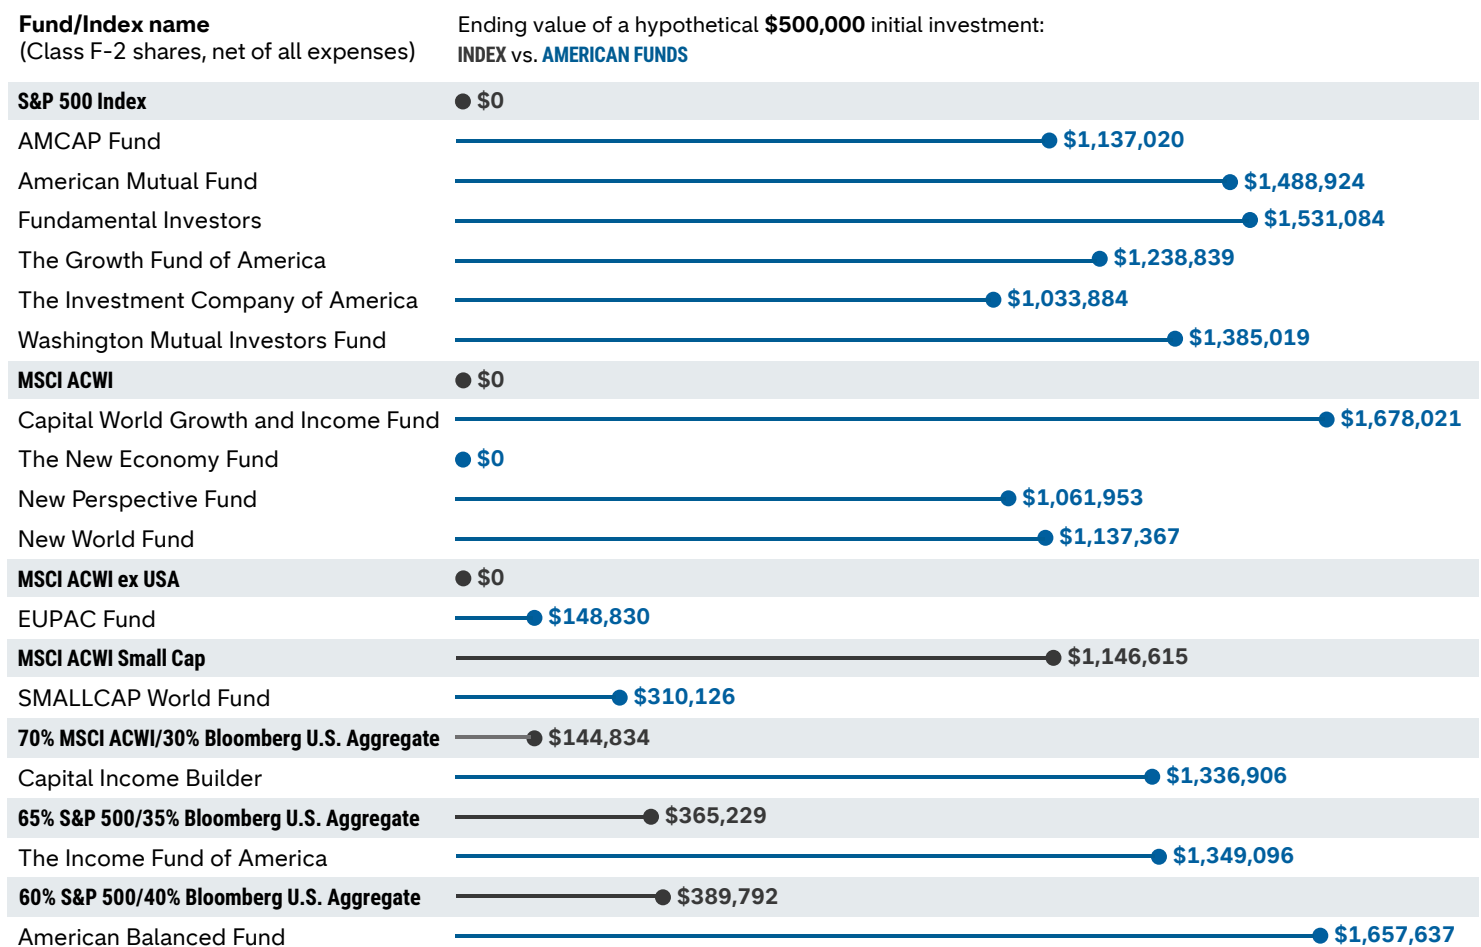 Fund/Index name
(Class F-2 shares, net of all expenses)
Ending value of a hypothetical $500,000 initial investment:
INDEX vs. AMERICAN FUNDS
S&P 500 Index $0
AMCAP Fund $1,137,020
American Mutual Fund $1,488,924
Fundamental Investors $1,531,084
The Growth Fund of America $1,238,839
The Investment Company of America $1,033,884
Washington Mutual Investors Fund $1,385,019
MSCI ACWI $0
Capital World Growth and Income Fund $1,678,021
The New Economy Fund $0
New Perspective Fund $1,061,953
New World Fund $1,137,367
MSCI ACWI ex USA $0
EUPAC Fund $148,830
MSCI ACWI Small Cap $1,146,615
SMALLCAP World Fund $310,126
70% MSCI ACWI/30% Bloomberg U.S. Aggregate $144,834
Capital Income Builder $1,336,906
65% S&P 500/35% Bloomberg U.S. Aggregate $365,229
The Income Fund of America $1,349,096
60% S&P 500/40% Bloomberg U.S. Aggregate $389,792
American Balanced Fund $1,657,637